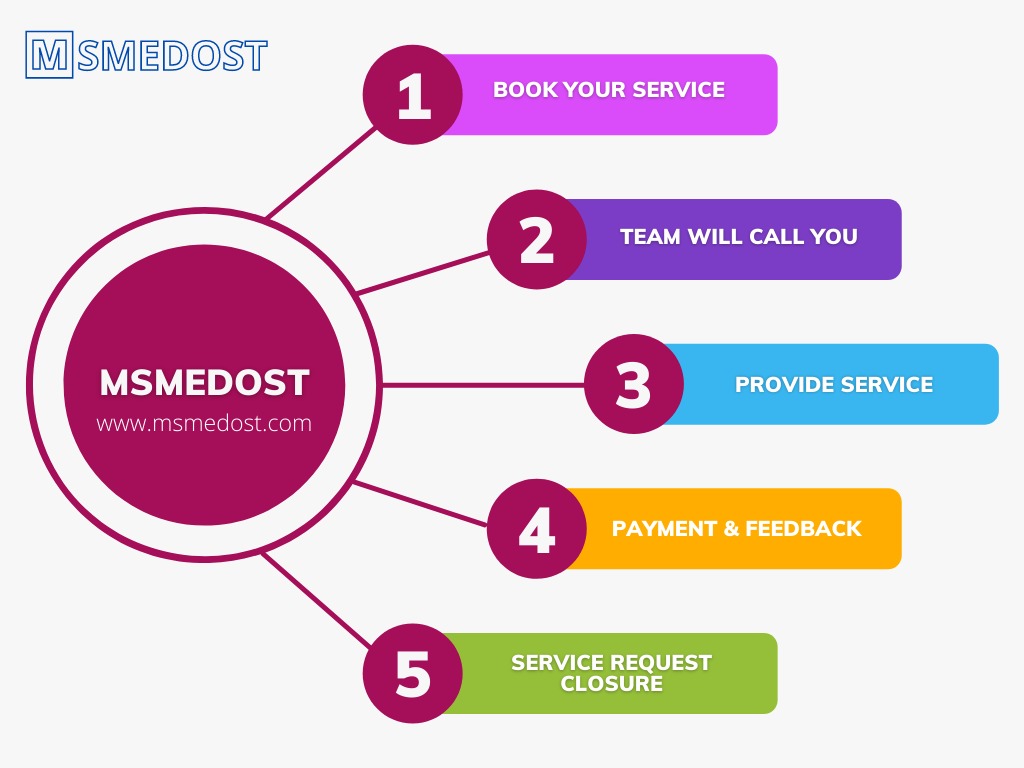 MSMEDOST
1
BOOK YOUR SERVICE
2
TEAM WILL CALL YOU
MSMEDOST
www.msmedost.com
3
PROVIDE SERVICE
4
PAYMENT & FEEDBACK
5
SERVICE REQUEST
CLOSURE